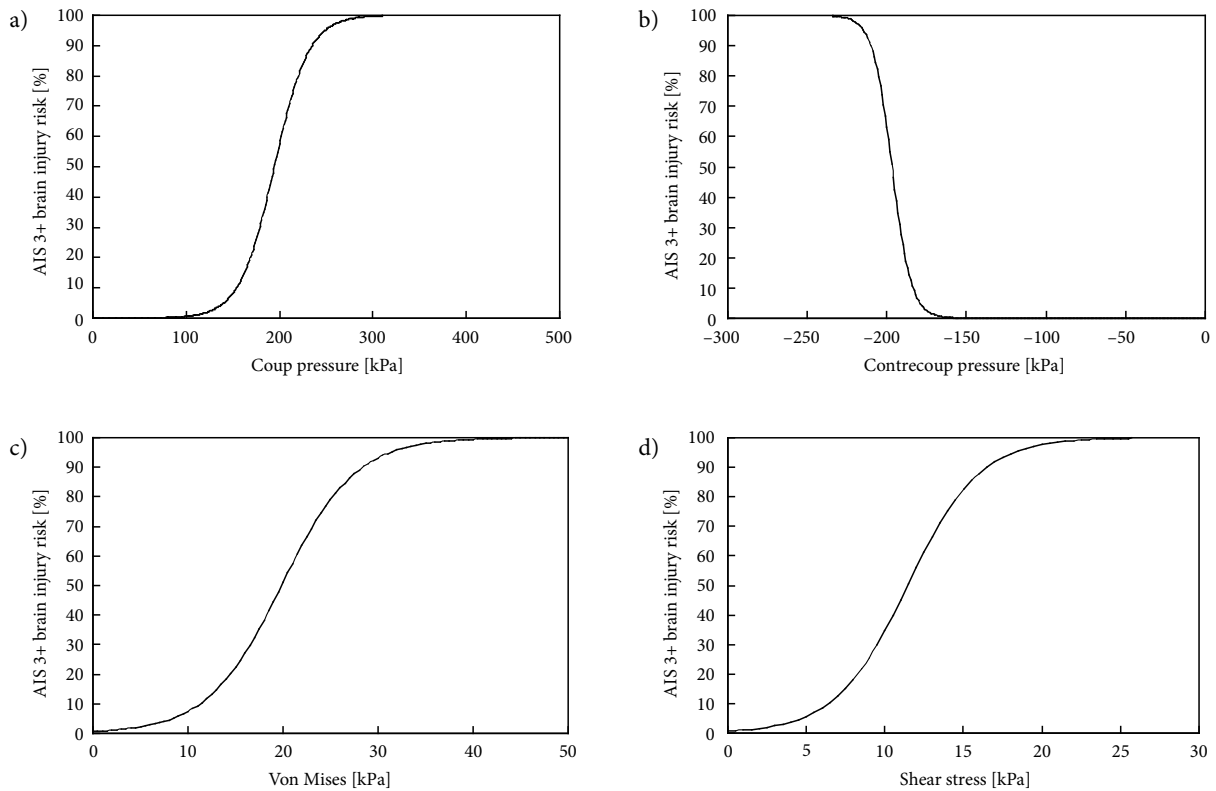 a)
AIS 3+ brain injury risk [%]
100
90
80
70
60
50
40
30
20
10
0
0 100 200 300 400 500
Coup pressure [kPa]
b)
AIS 3+ brain injury risk [%]
100
90
80
70
60
50
40
30
20
10
0
–300 –250 –200 –150 –100 –50 0
Contrecoup pressure [kPa]
c)
AIS 3+ brain injury risk [%]
100
90
80
70
60
50
40
30
20
10
0
0 10 20 30 40 50
Von Mises [kPa]
d)
AIS 3+ brain injury risk [%]
100
90
80
70
60
50
40
30
20
10
0
0 5 10 15 20 25 30
Shear stress [kPa]